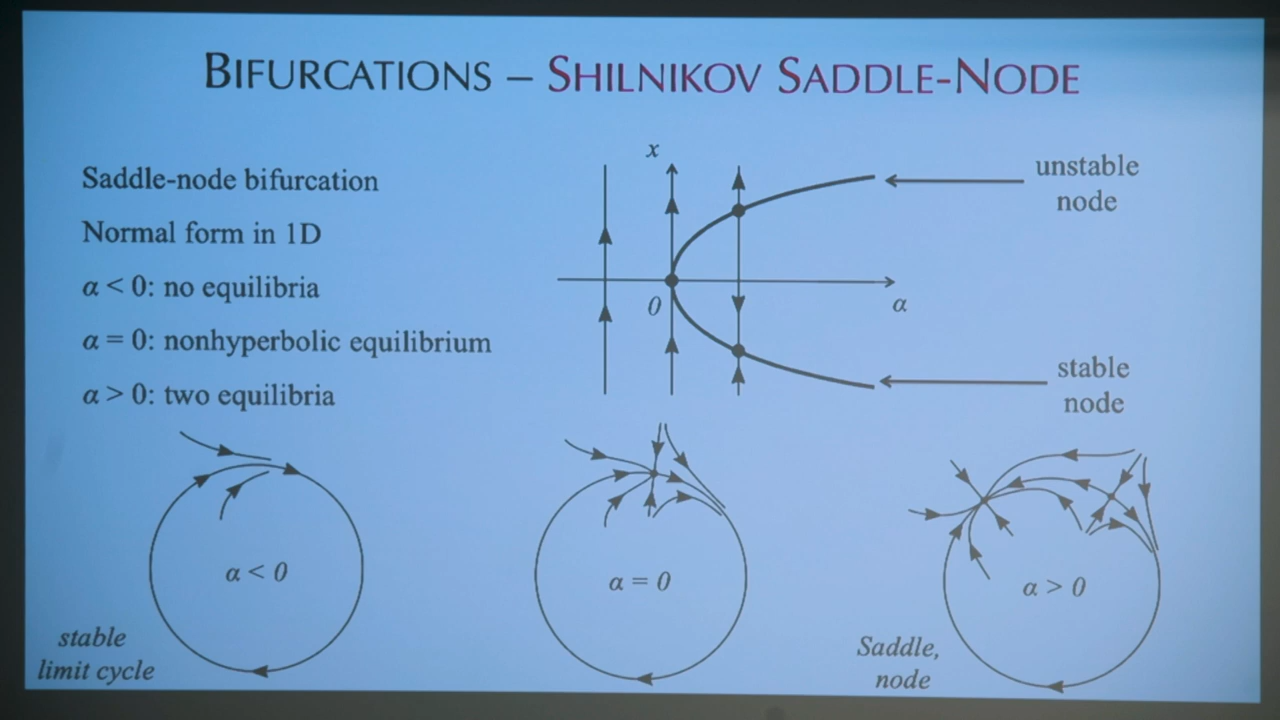 BIFURCATIONS – SHILNIKOV SADDLE-NODE
Saddle-node bifurcation
Normal form in 1D
α < 0: no equilibria
α = 0: nonhyperbolic equilibrium
α > 0: two equilibria
x
0
α
unstable
node
stable
node
α < 0
stable
limit cycle
α = 0
α > 0
Saddle,
node